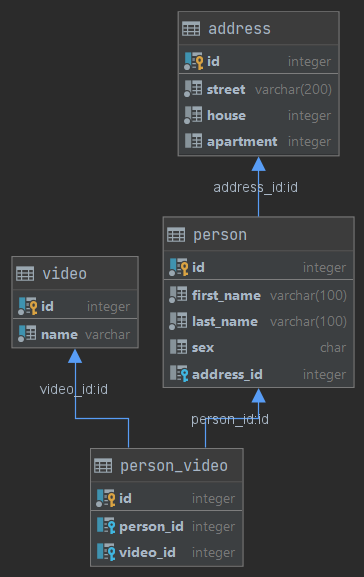 address
id integer
street varchar(200)
house integer
apartment integer
address_id:id
person
id integer
first_name varchar(100)
last_name varchar(100)
sex char
address_id integer
video
id integer
name varchar
video_id:id
person_id:id
person_video
id integer
person_id integer
video_id integer